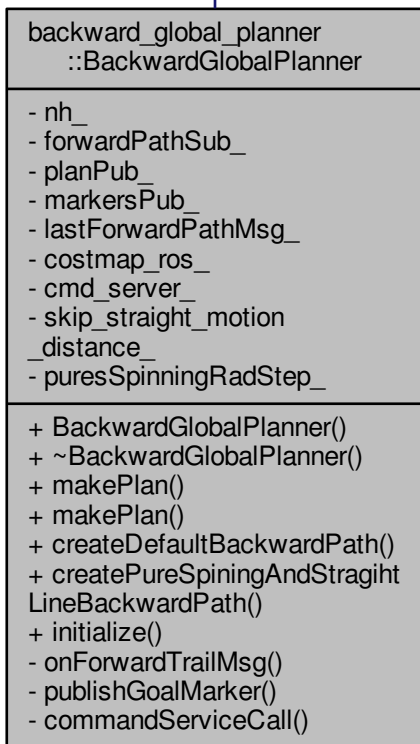 backward_global_planner
::BackwardGlobalPlanner
- nh_
- forwardPathSub_
- planPub_
- markersPub_
- lastForwardPathMsg_
- costmap_ros_
- cmd_server_
- skip_straight_motion
_distance_
- puresSpinningRadStep_
+ BackwardGlobalPlanner()
+ ~BackwardGlobalPlanner()
+ makePlan()
+ makePlan()
+ createDefaultBackwardPath()
+ createPureSpiningAndStragiht
LineBackwardPath()
+ initialize()
- onForwardTrailMsg()
- publishGoalMarker()
- commandServiceCall()